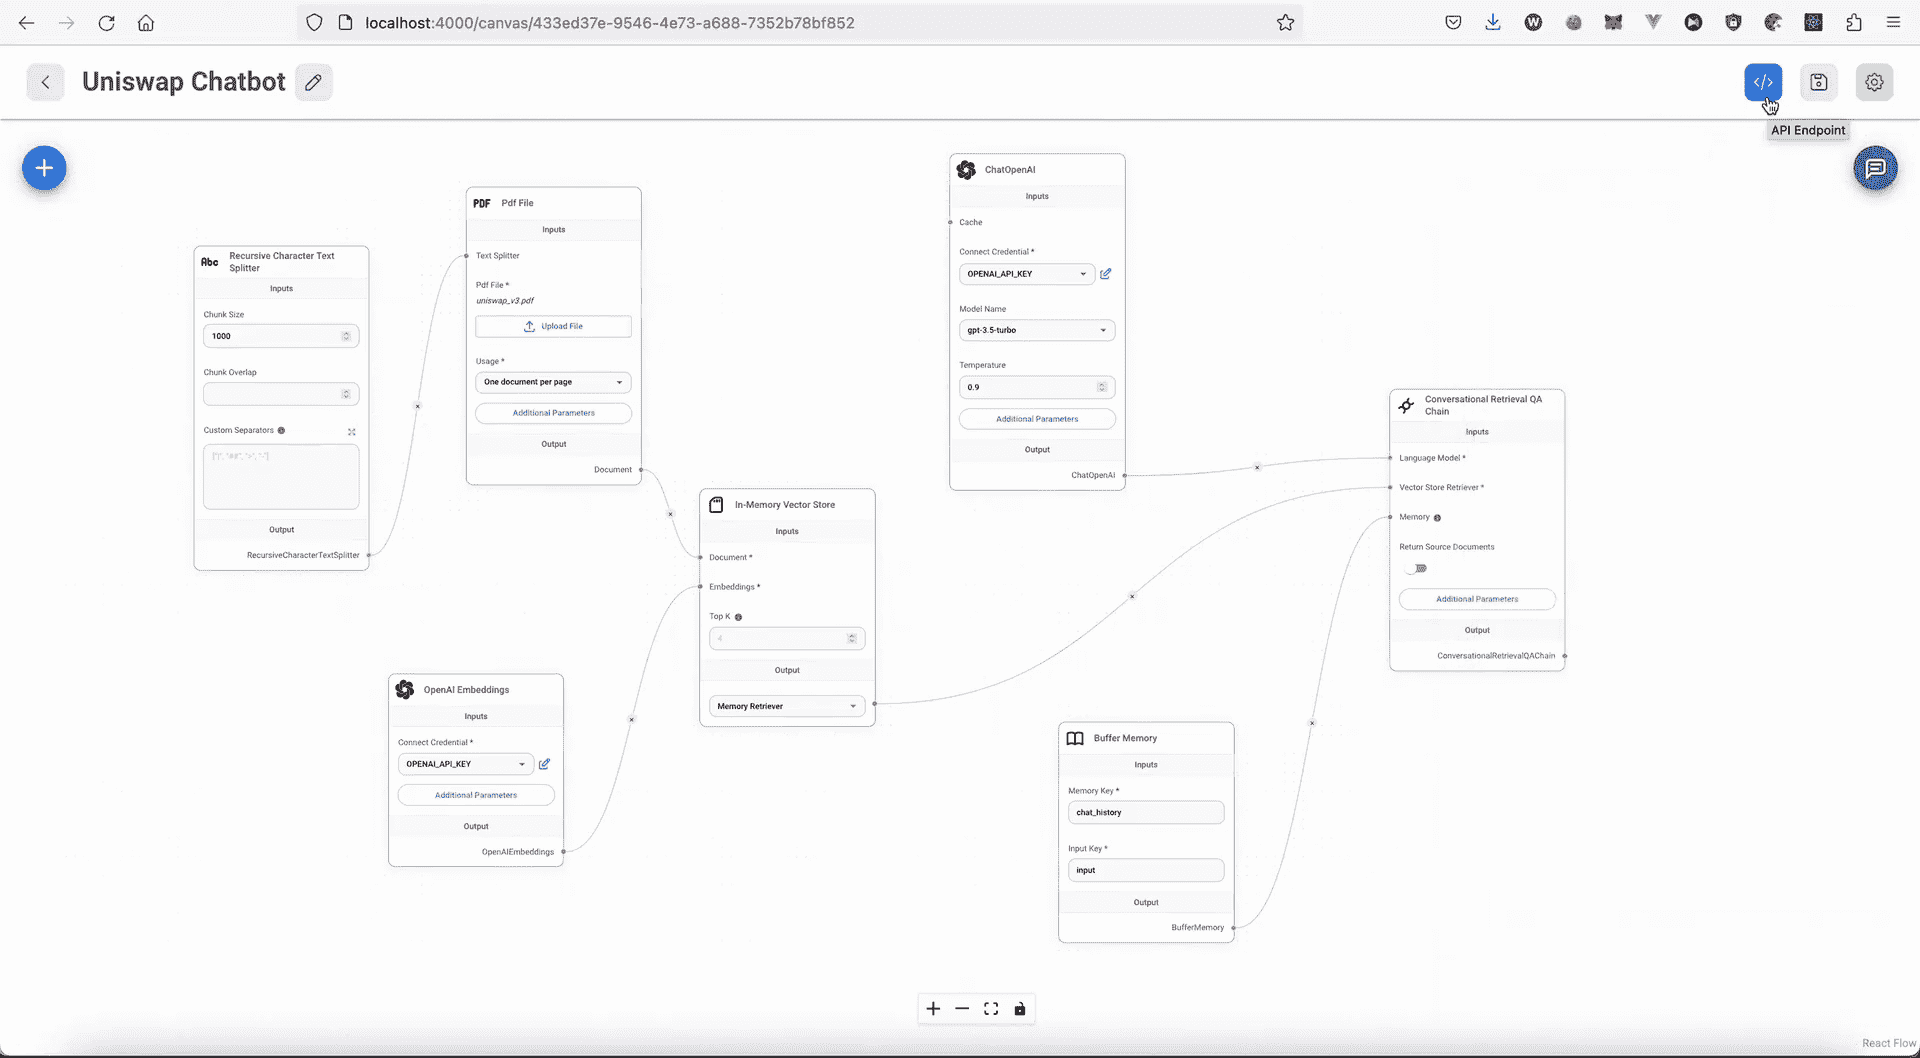 localhost:4000/canvas/433ed37e-9546-4e73-a688-7352b78bf852
W
Uniswap Chatbot
</>
API Endpoint
Abc
Recursive Character Text
Splitter
Inputs
Chunk Size
1000
Chunk Overlap
Custom Separators
Output
RecursiveCharacterTextSplitter
PDF
Pdf File
Inputs
Text Splitter
Pdf File *
uniswap_v3.pdf
Upload File
Usage *
One document per page
Additional Parameters
Output
Document
OpenAI Embeddings
Inputs
Connect Credential *
OPENAI_API_KEY
Additional Parameters
Output
OpenAIEmbeddings
In-Memory Vector Store
Inputs
Document *
Embeddings *
Top K
4
Output
Memory Retriever
ChatOpenAI
Inputs
Cache
Connect Credential *
OPENAI_API_KEY
Model Name
gpt-3.5-turbo
Temperature
0.9
Additional Parameters
Output
ChatOpenAI
Buffer Memory
Inputs
Memory Key *
chat_history
Input Key *
input
Output
BufferMemory
Conversational Retrieval QA
Chain
Inputs
Language Model *
Vector Store Retriever *
Memory
Return Source Documents
Additional Parameters
Output
ConversationalRetrievalQAChain
React Flow